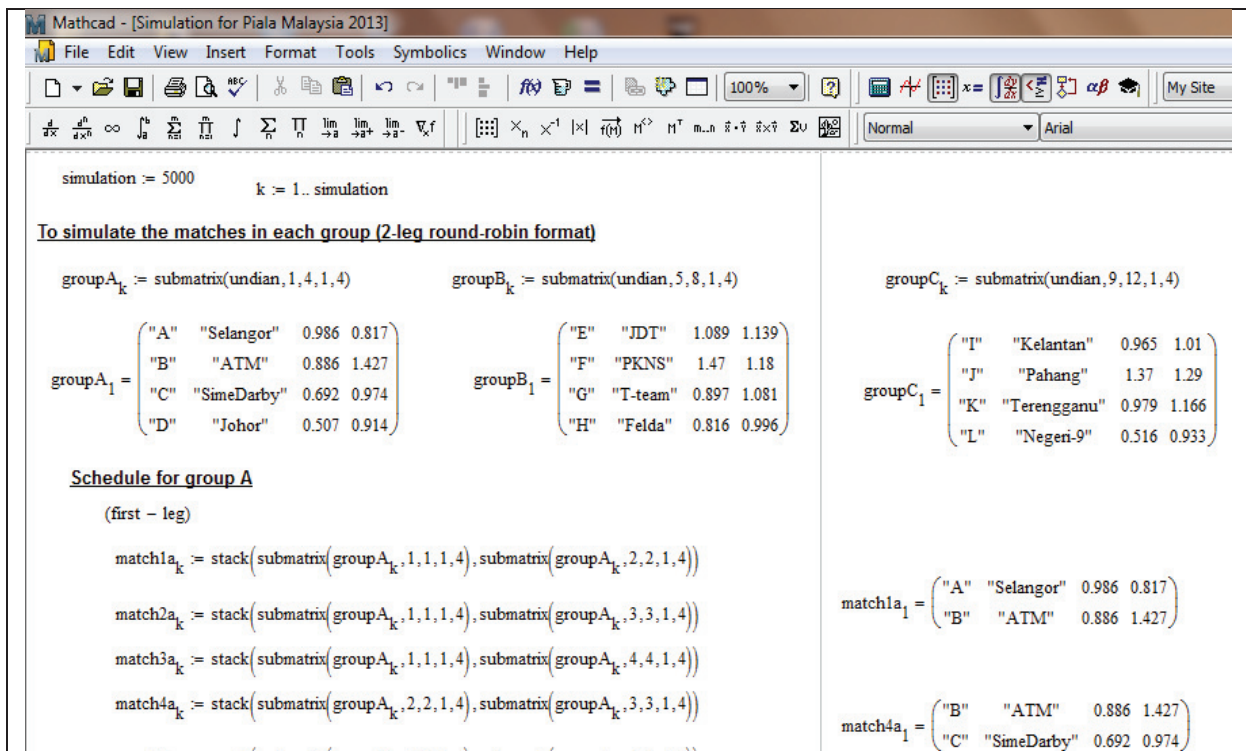 Mathcad - [Simulation for Piala Malaysia 2013]
File Edit View Insert Format Tools Symbolics Window Help
100% My Site
Normal Arial
simulation := 5000
k := 1.. simulation
To simulate the matches in each group (2-leg round-robin format)
groupA_k := submatrix(undian,1,4,1,4)
groupB_k := submatrix(undian,5,8,1,4)
groupC_k := submatrix(undian,9,12,1,4)
groupA_1 =
"A" "Selangor" 0.986 0.817
"B" "ATM" 0.886 1.427
"C" "SimeDarby" 0.692 0.974
"D" "Johor" 0.507 0.914
groupB_1 =
"E" "JDT" 1.089 1.139
"F" "PKNS" 1.47 1.18
"G" "T-team" 0.897 1.081
"H" "Felda" 0.816 0.996
groupC_1 =
"I" "Kelantan" 0.965 1.01
"J" "Pahang" 1.37 1.29
"K" "Terengganu" 0.979 1.166
"L" "Negeri-9" 0.516 0.933
Schedule for group A
(first − leg)
match1a_k := stack(submatrix(groupA_k,1,1,1,4),submatrix(groupA_k,2,2,1,4))
match1a_1 =
"A" "Selangor" 0.986 0.817
"B" "ATM" 0.886 1.427
match2a_k := stack(submatrix(groupA_k,1,1,1,4),submatrix(groupA_k,3,3,1,4))
match3a_k := stack(submatrix(groupA_k,1,1,1,4),submatrix(groupA_k,4,4,1,4))
match4a_k := stack(submatrix(groupA_k,2,2,1,4),submatrix(groupA_k,3,3,1,4))
match4a_1 =
"B" "ATM" 0.886 1.427
"C" "SimeDarby" 0.692 0.974